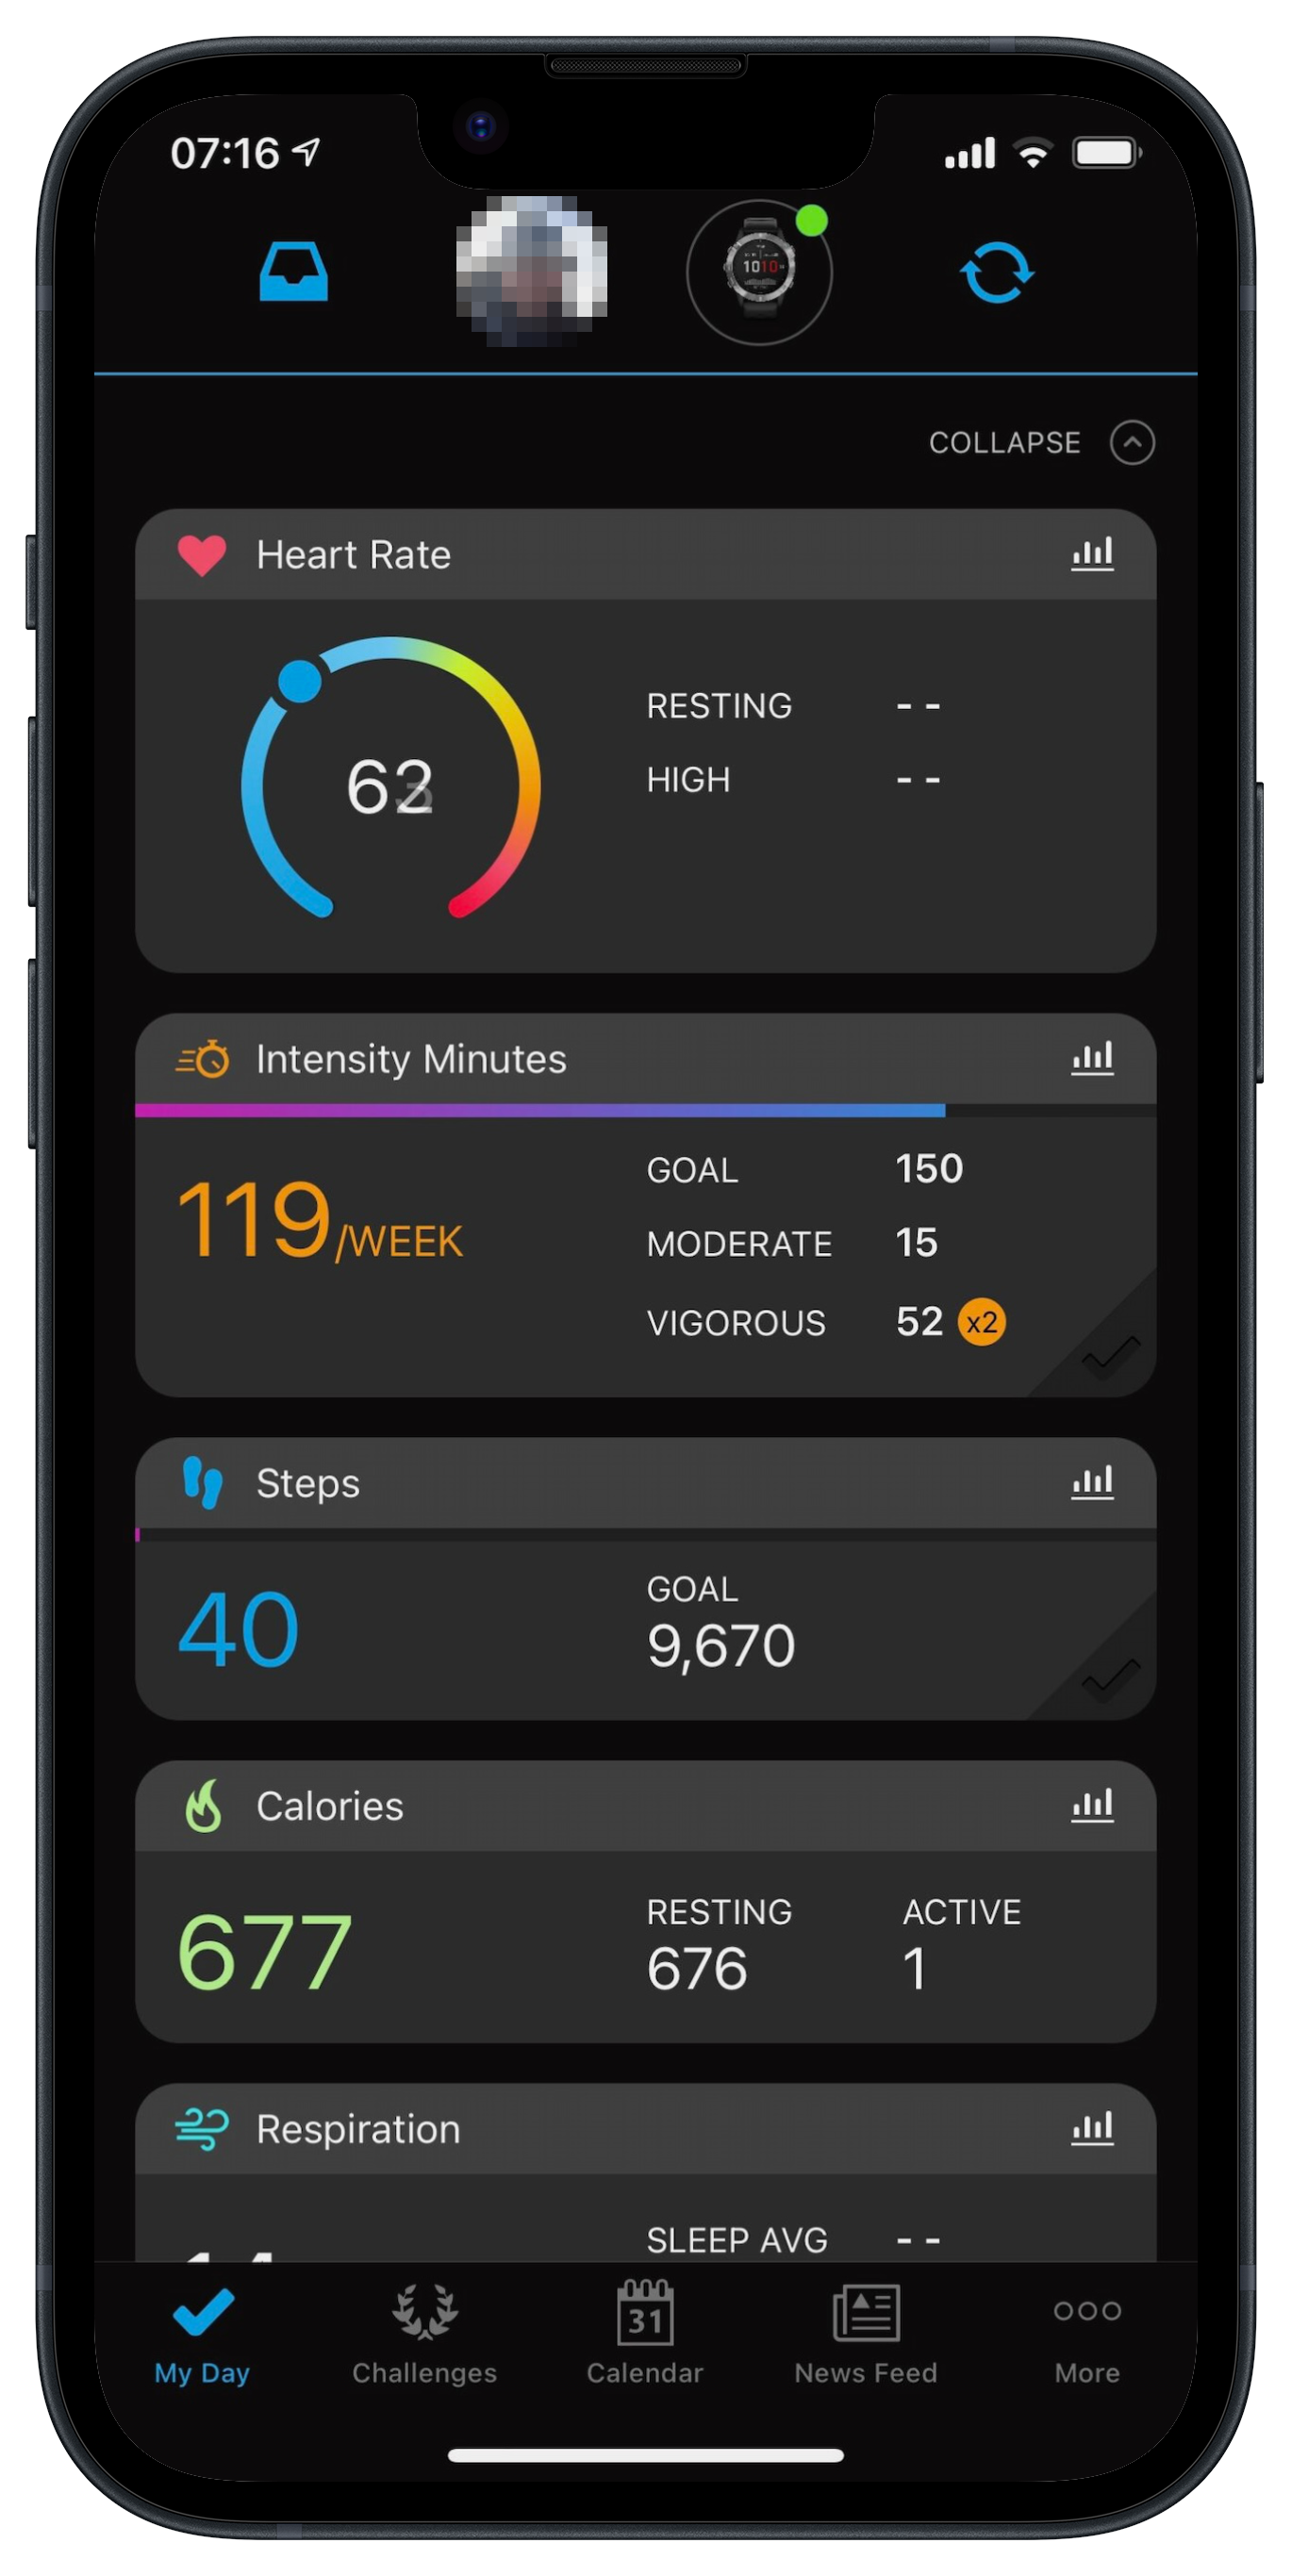 07:16
1010
COLLAPSE
Heart Rate
RESTING - -
62
HIGH - -
Intensity Minutes
GOAL 150
119/WEEK
MODERATE 15
VIGOROUS 52 x2
Steps
GOAL
40
9,670
Calories
RESTING ACTIVE
677
676 1
Respiration
SLEEP AVG - -
31
My Day Challenges Calendar News Feed More